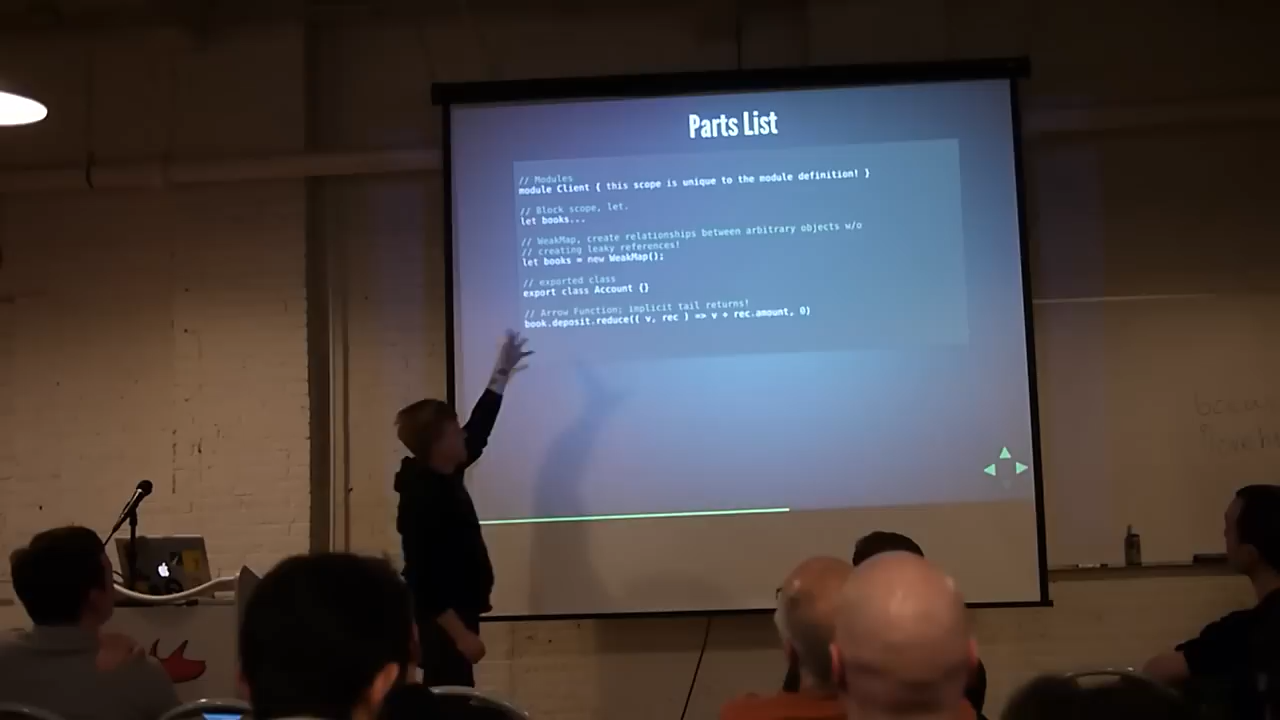 Parts List
// Modules
module Client { this scope is unique to the module definition! }
// Block scope, let.
let books...
// WeakMap, create relationships between arbitrary objects w/o
// creating leaky references!
let books = new WeakMap();
// exported class
export class Account {}
// Arrow Function; implicit tail returns!
book.deposit.reduce(( v, rec ) => v + rec.amount, 0)